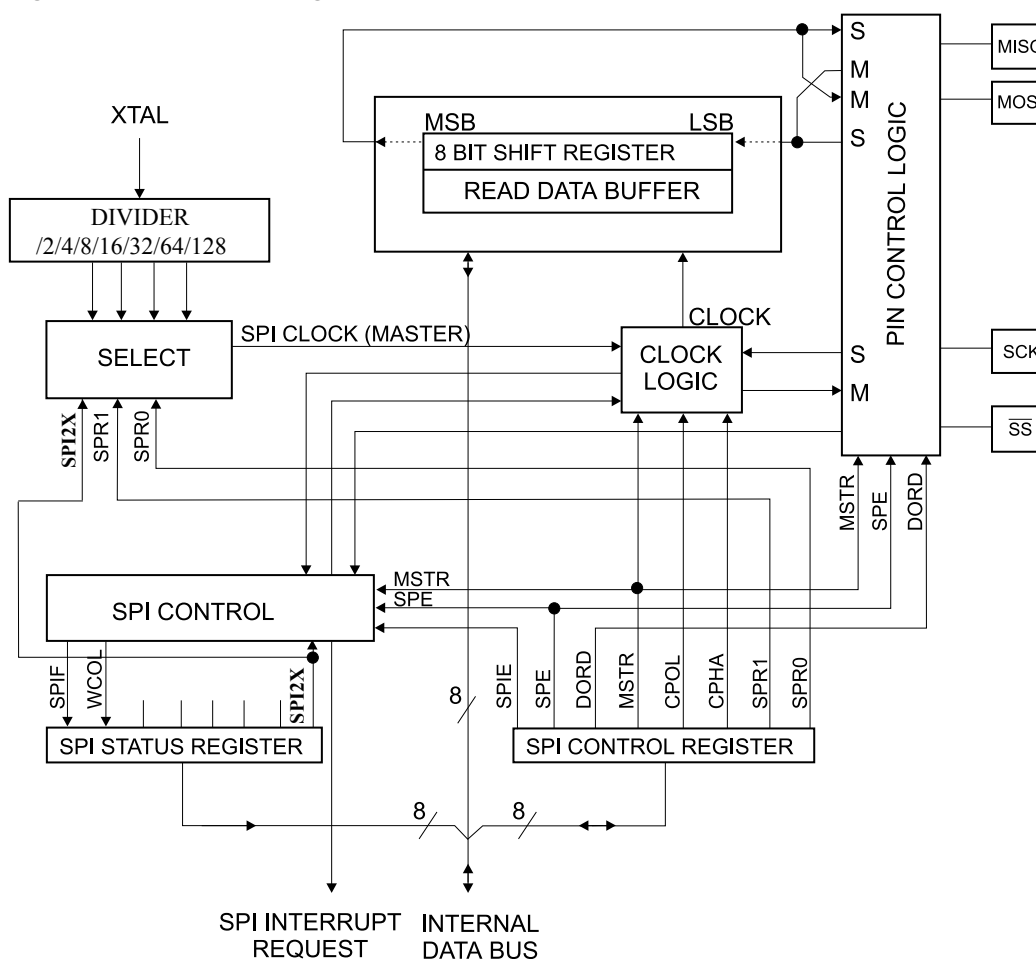 S
MISO
M
M
MOS
S
XTAL
MSB
LSB
8 BIT SHIFT REGISTER
READ DATA BUFFER
PIN CONTROL LOGIC
DIVIDER
/2/4/8/16/32/64/128
SPI CLOCK (MASTER)
CLOCK
SELECT
CLOCK
LOGIC
S
M
SCK
SS
SPI2X
SPR1
SPR0
MSTR
SPE
DORD
MSTR
SPE
SPI CONTROL
SPIF
WCOL
SPI2X
8
SPIE
SPE
DORD
MSTR
CPOL
CPHA
SPR1
SPR0
SPI STATUS REGISTER
SPI CONTROL REGISTER
8
8
SPI INTERRUPT
REQUEST
INTERNAL
DATA BUS